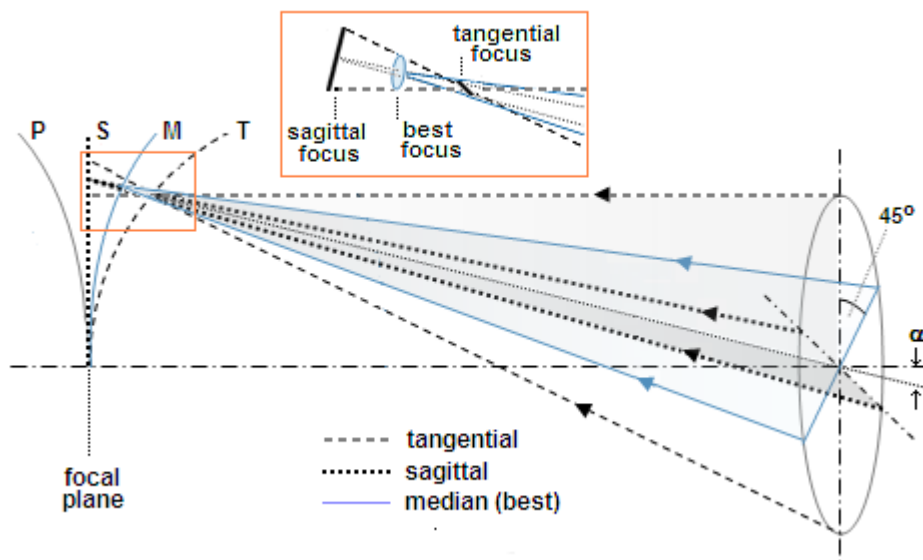 tangential
focus
sagittal
focus
best
focus
P
S
M
T
45°
α
focal
plane
tangential
sagittal
median (best)